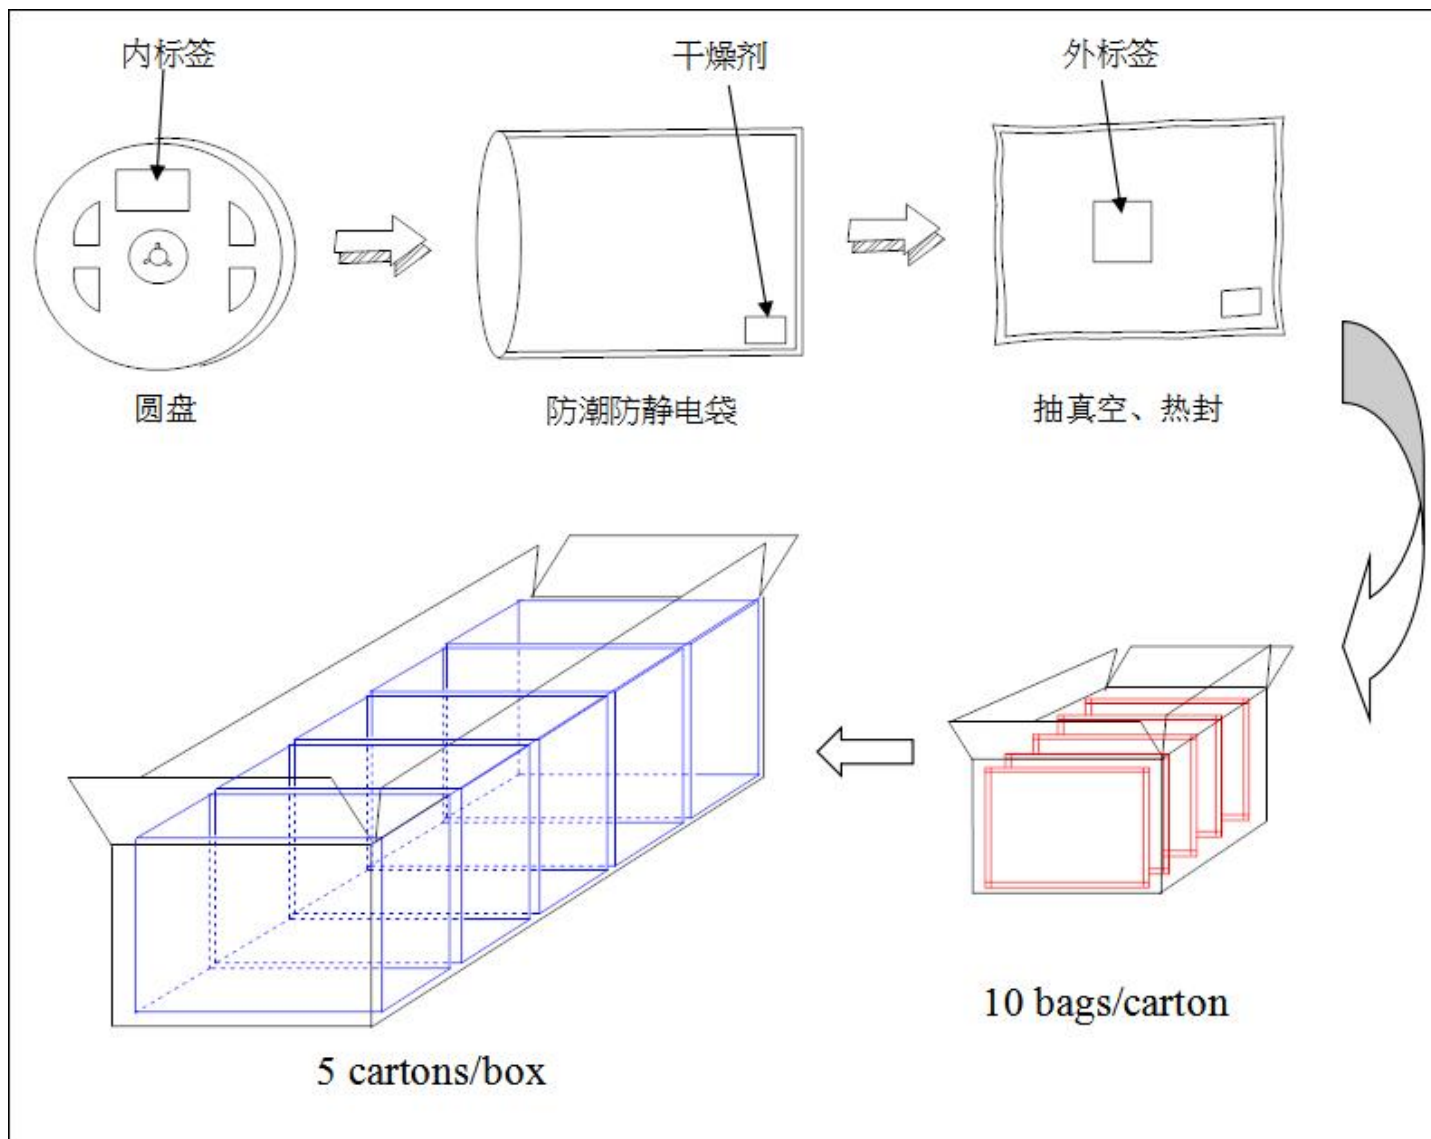 内标签
干燥剂
外标签
圆盘
防潮防静电袋
抽真空、热封
10 bags/carton
5 cartons/box